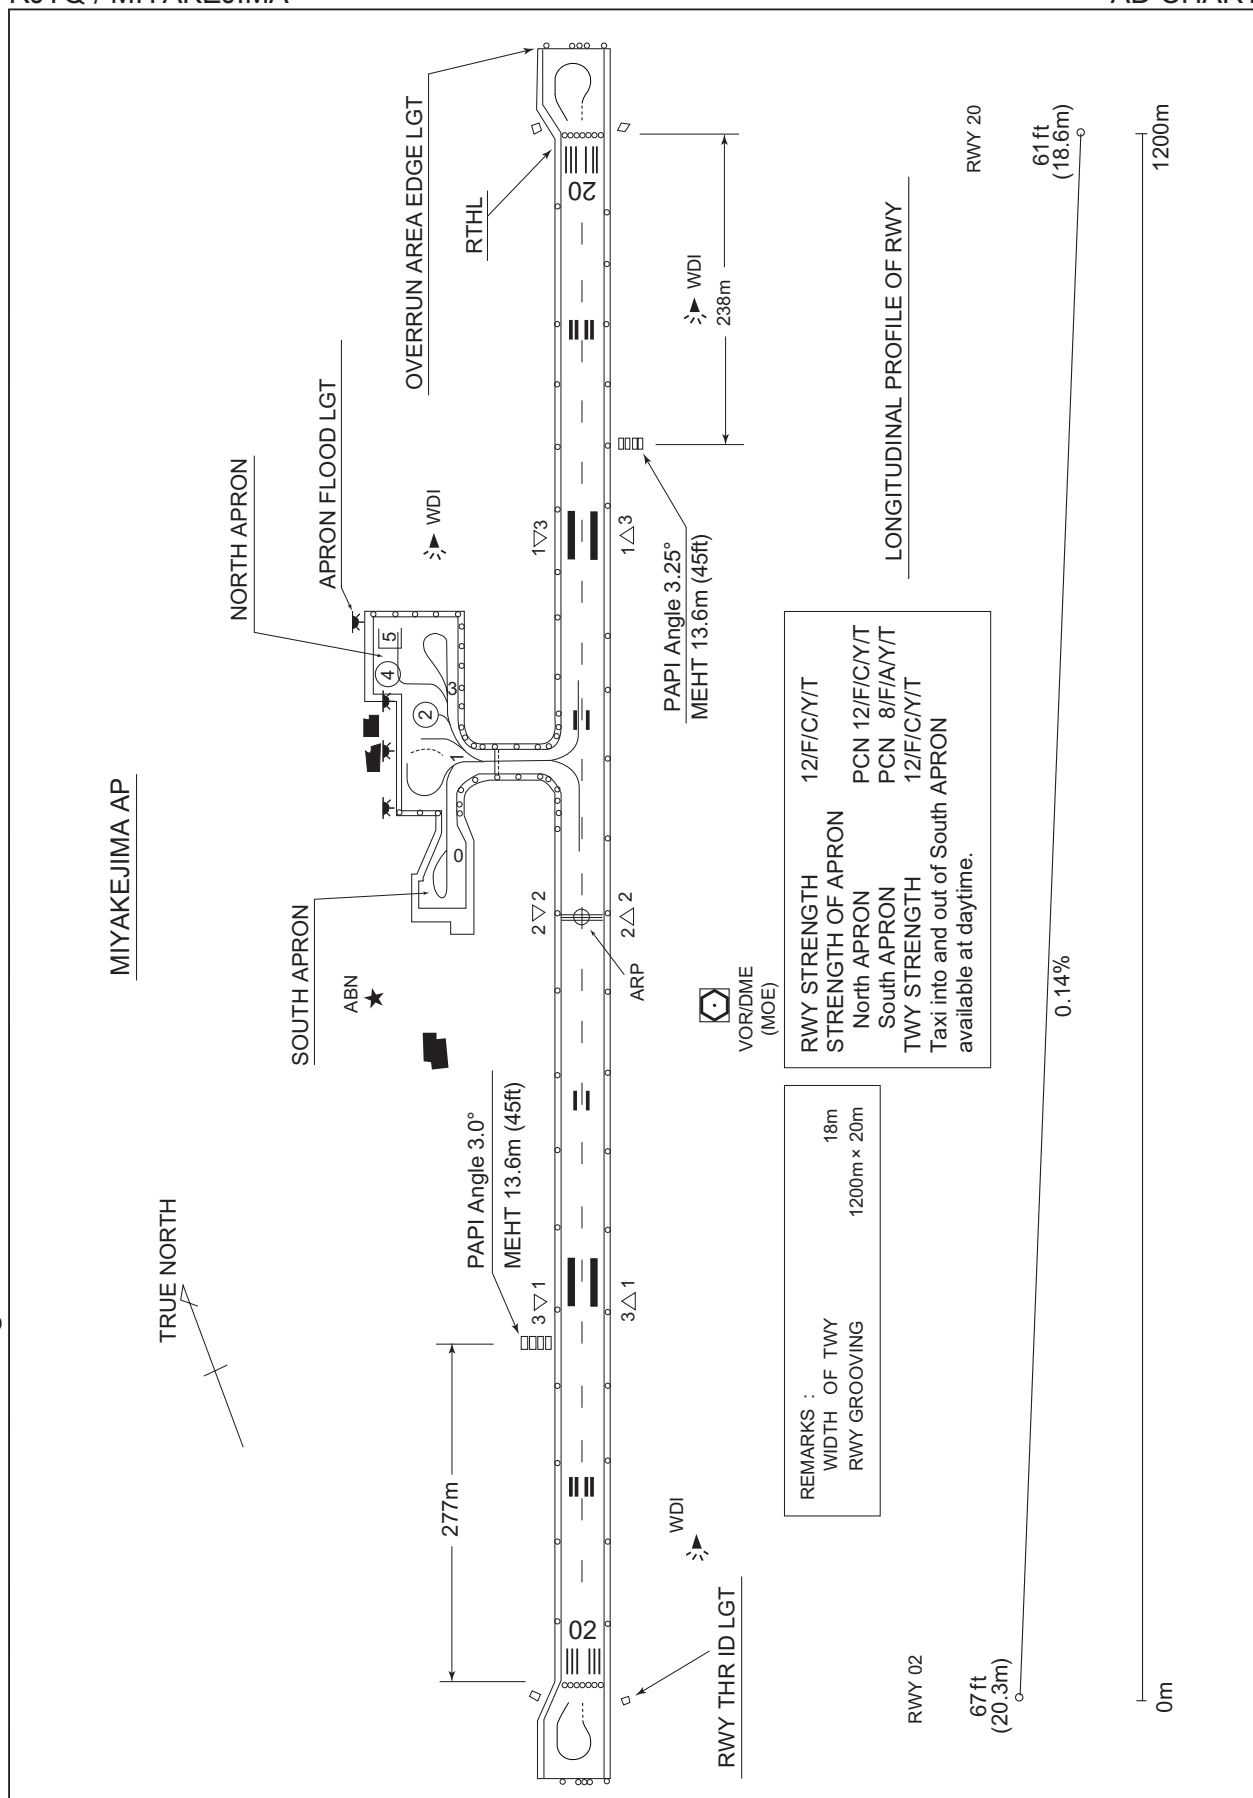 RJTQ / MIYAKEJIMA
AD CHART
MIYAKEJIMA AP
TRUE NORTH
SOUTH APRON
ABN
NORTH APRON
APRON FLOOD LGT
WDI
OVERRUN AREA EDGE LGT
RTHL
PAPI Angle 3.0°
MEHT 13.6m (45ft)
277m
0
1
2
3
4
5
3 1
2 2
1 3
02
20
3 1
2 2
1 3
ARP
PAPI Angle 3.25°
MEHT 13.6m (45ft)
238m
WDI
WDI
RWY THR ID LGT
VOR/DME
(MOE)
REMARKS :
WIDTH OF TWY 18m
RWY GROOVING 1200m× 20m
RWY STRENGTH 12/F/C/Y/T
STRENGTH OF APRON
North APRON PCN 12/F/C/Y/T
South APRON PCN 8/F/A/Y/T
TWY STRENGTH 12/F/C/Y/T
Taxi into and out of South APRON
available at daytime.
LONGITUDINAL PROFILE OF RWY
RWY 02
67ft
(20.3m)
0.14%
RWY 20
61ft
(18.6m)
0m
1200m